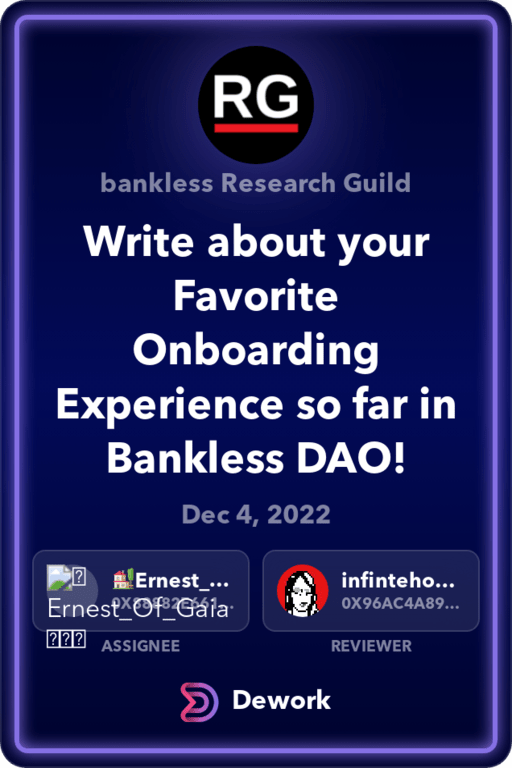 RG
bankless Research Guild
Write about your
Favorite
Onboarding
Experience so far in
Bankless DAO!
Dec 4, 2022
Ernest_...
Ernest_Of_Gaia
ASSIGNEE
infinteho...
0X96AC4A89...
REVIEWER
Dework